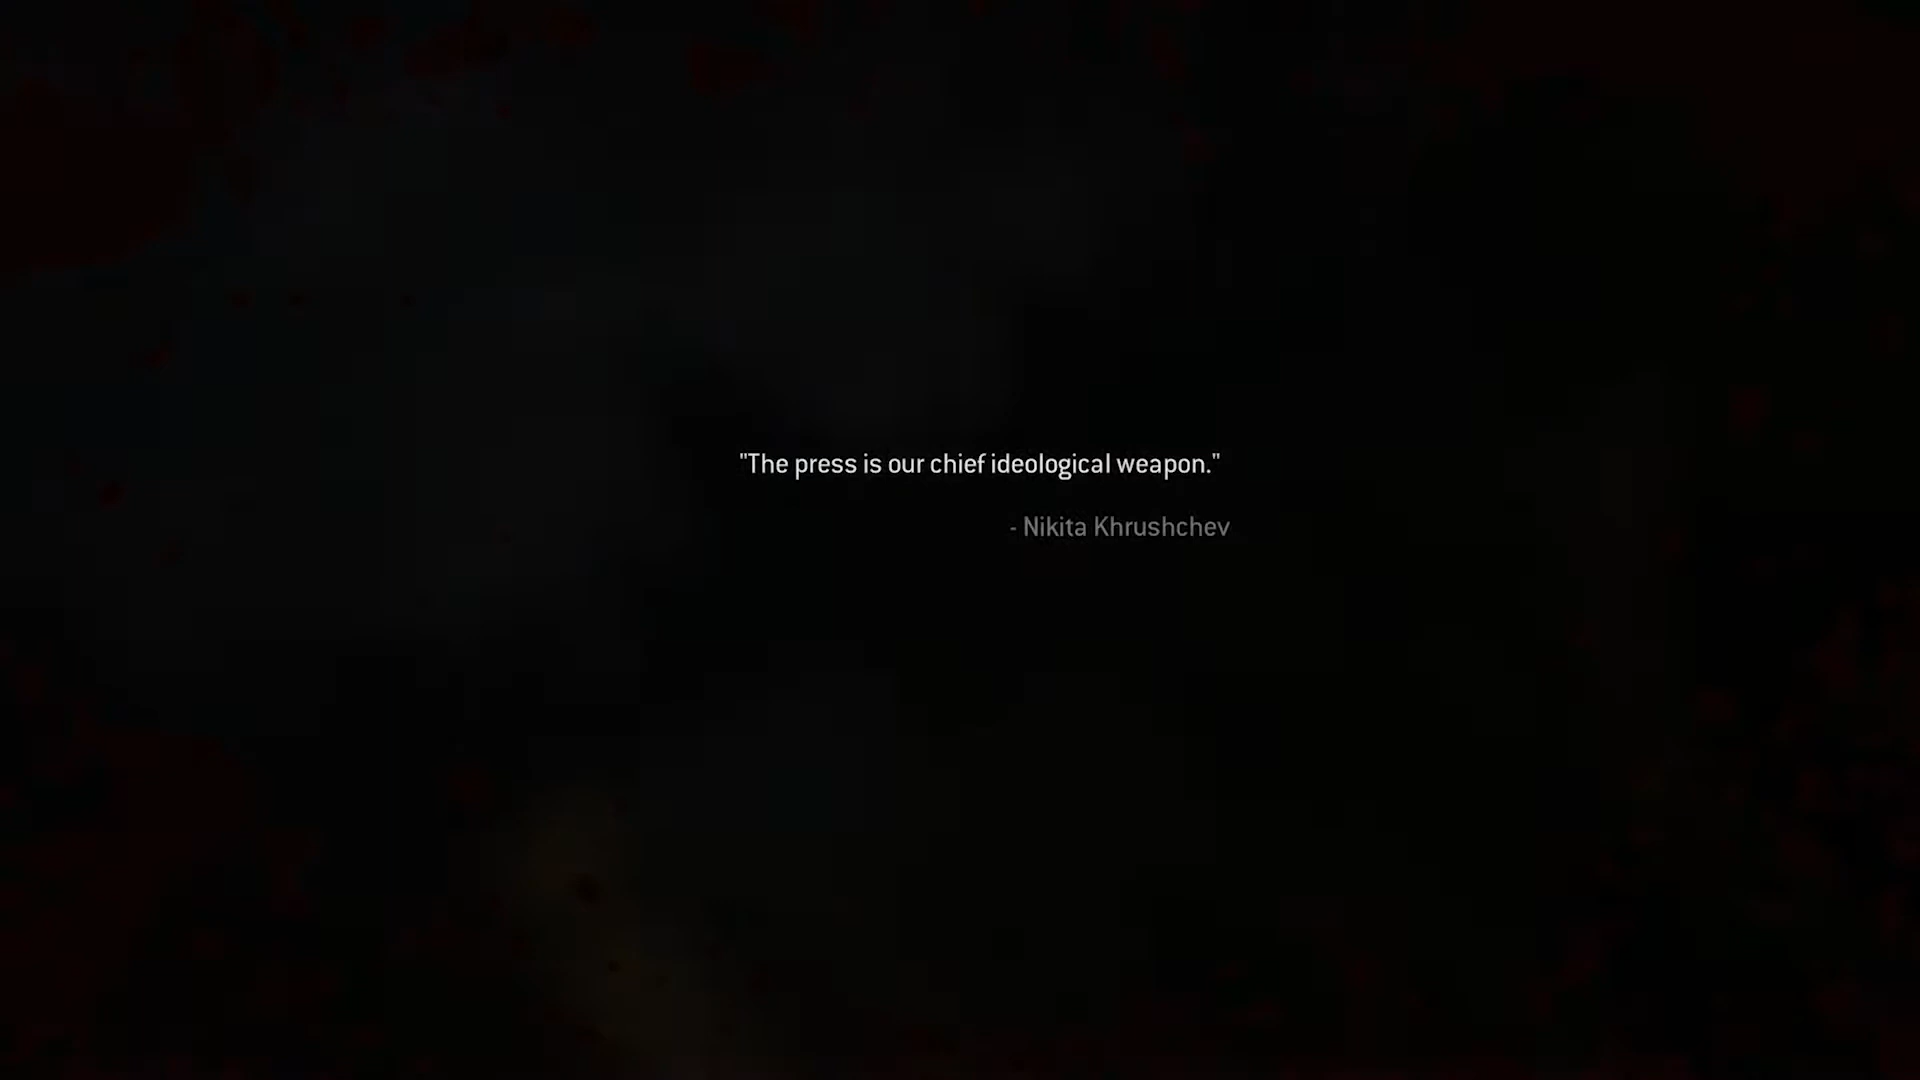 "The press is our chief ideological weapon."
- Nikita Khrushchev